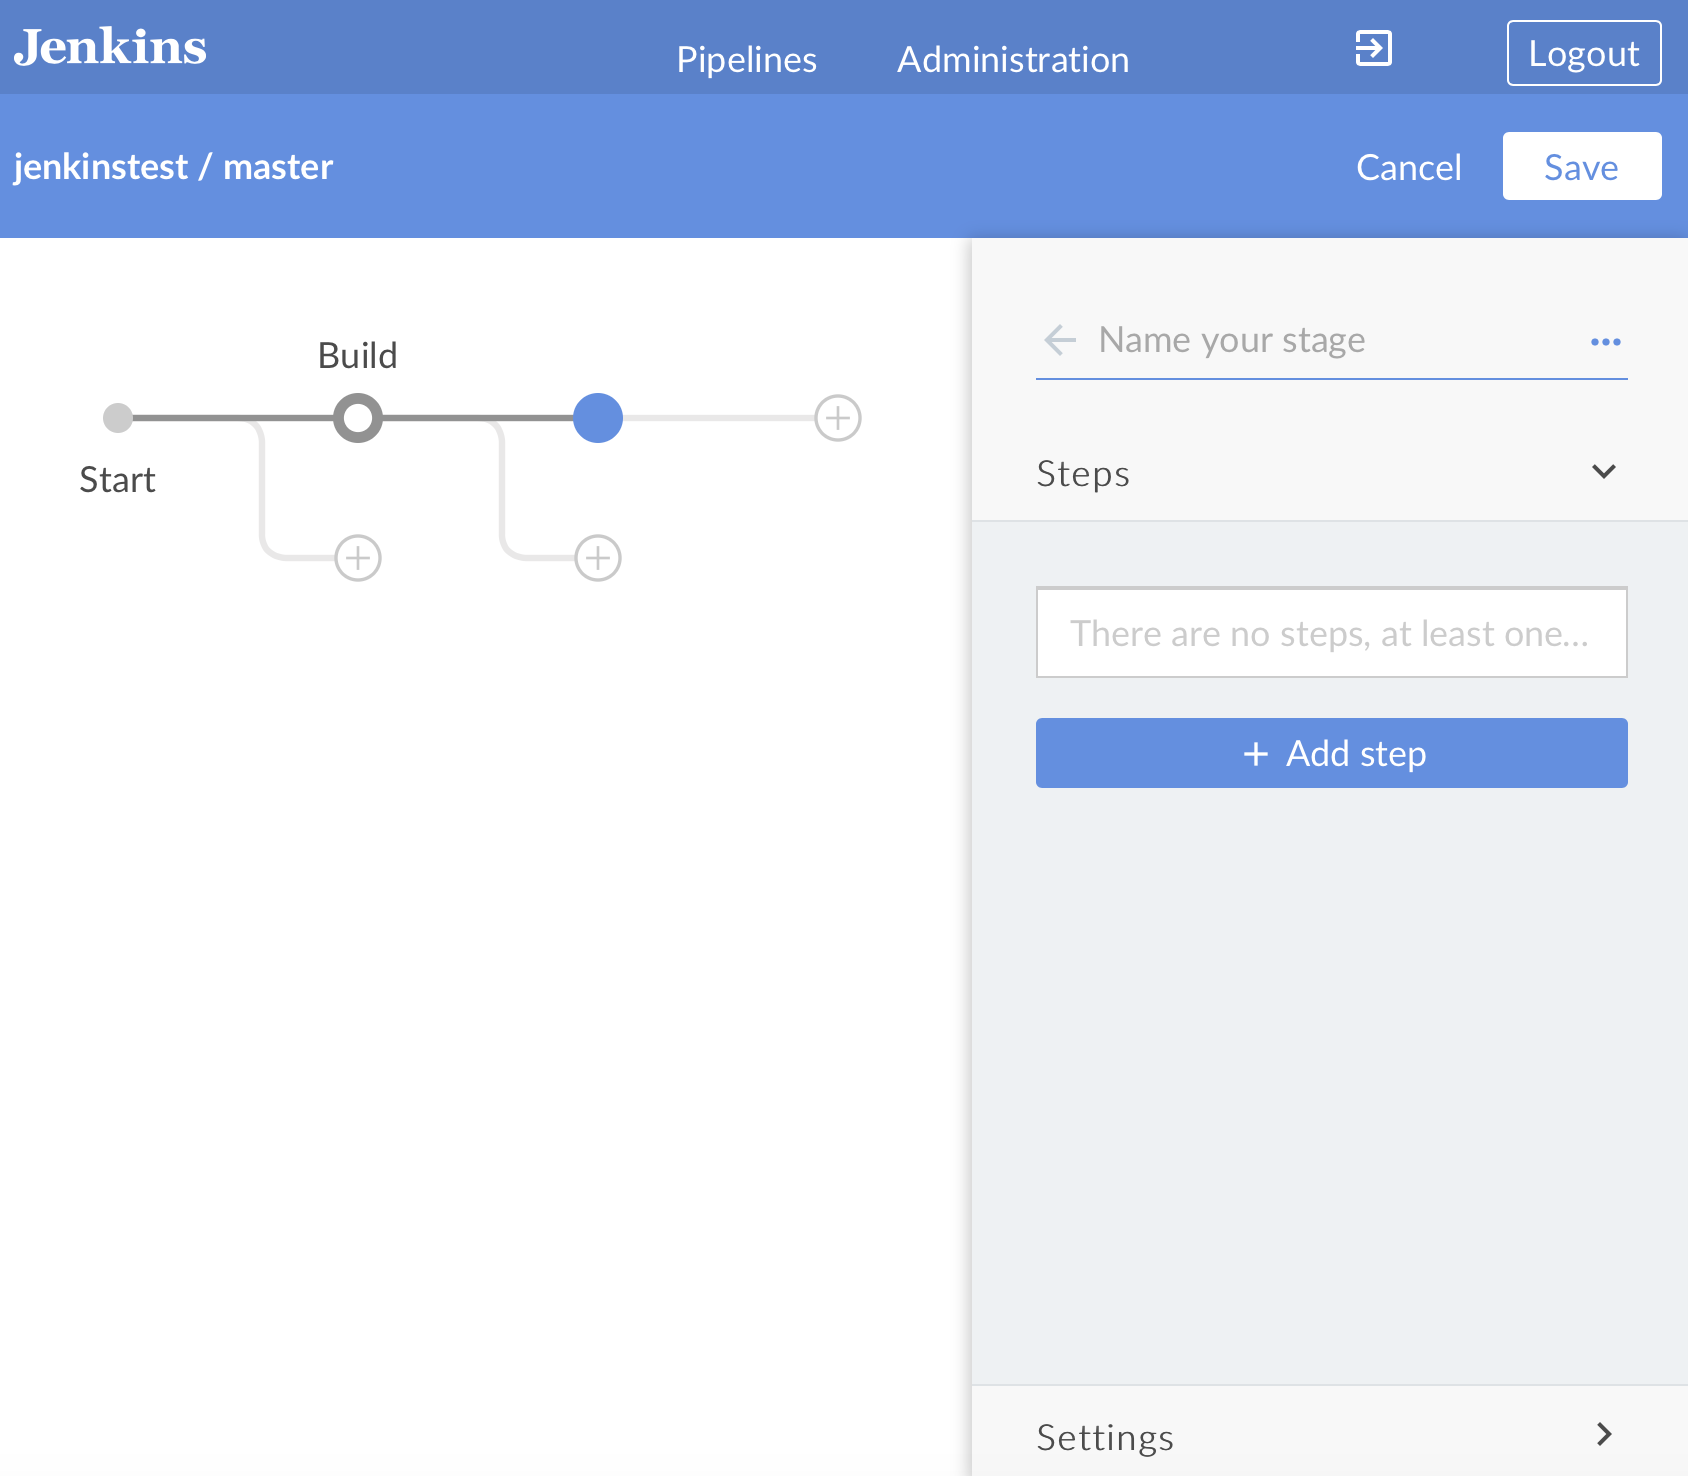 Jenkins
Pipelines
Administration
Logout
jenkinstest / master
Cancel
Save
Build
Start
Name your stage
Steps
There are no steps, at least one...
+ Add step
Settings